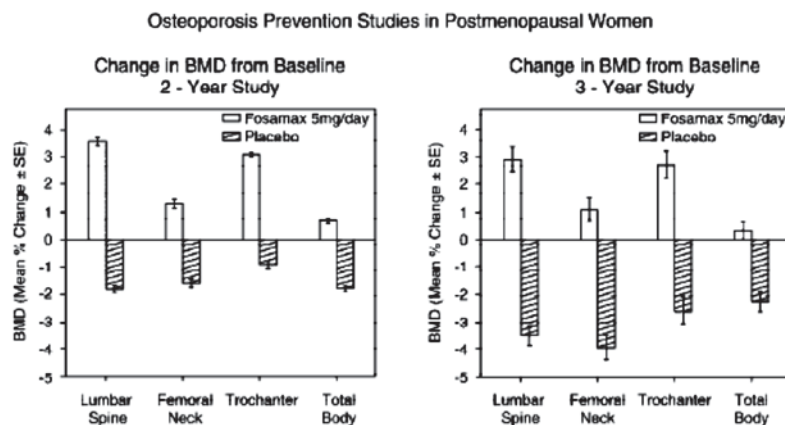 Osteoporosis Prevention Studies in Postmenopausal Women
Change in BMD from Baseline
2 - Year Study
Fosamax 5mg/day
Placebo
BMD (Mean % Change ± SE)
4
3
2
1
0
-1
-2
-3
-4
-5
Lumbar Spine
Femoral Neck
Trochanter
Total Body
Change in BMD from Baseline
3 - Year Study
Fosamax 5mg/day
Placebo
BMD (Mean % Change ± SE)
4
3
2
1
0
-1
-2
-3
-4
-5
Lumbar Spine
Femoral Neck
Trochanter
Total Body